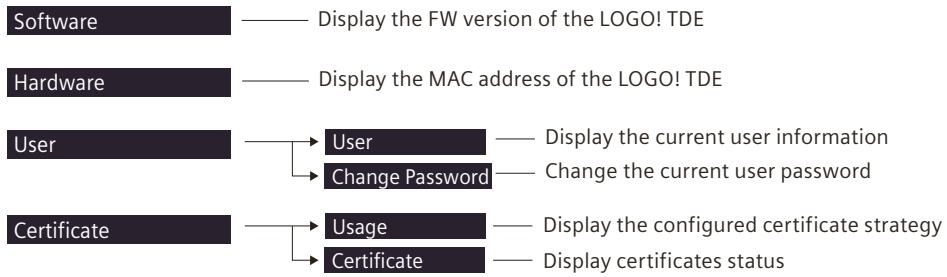 Software Display the FW version of the LOGO! TDE
Hardware Display the MAC address of the LOGO! TDE
User User Display the current user information
Change Password Change the current user password
Certificate Usage Display the configured certificate strategy
Certificate Display certificates status